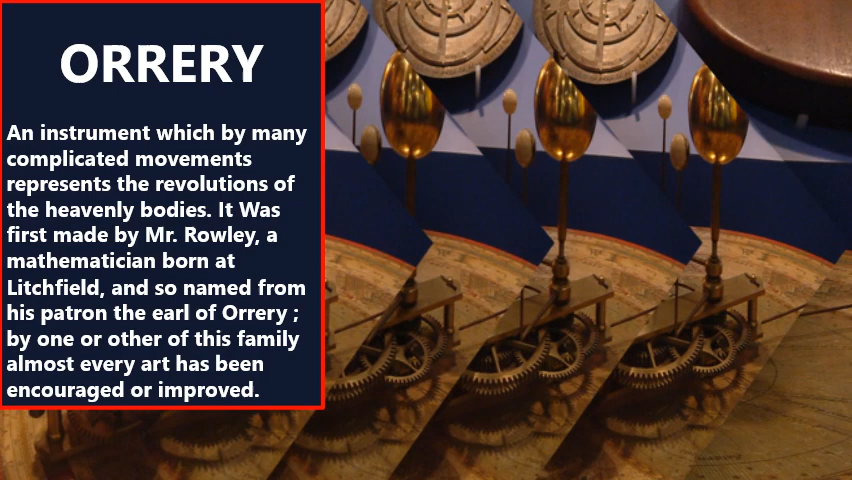 ORRERY
An instrument which by many
complicated movements
represents the revolutions of
the heavenly bodies. It Was
first made by Mr. Rowley, a
mathematician born at
Litchfield, and so named from
his patron the earl of Orrery ;
by one or other of this family
almost every art has been
encouraged or improved.